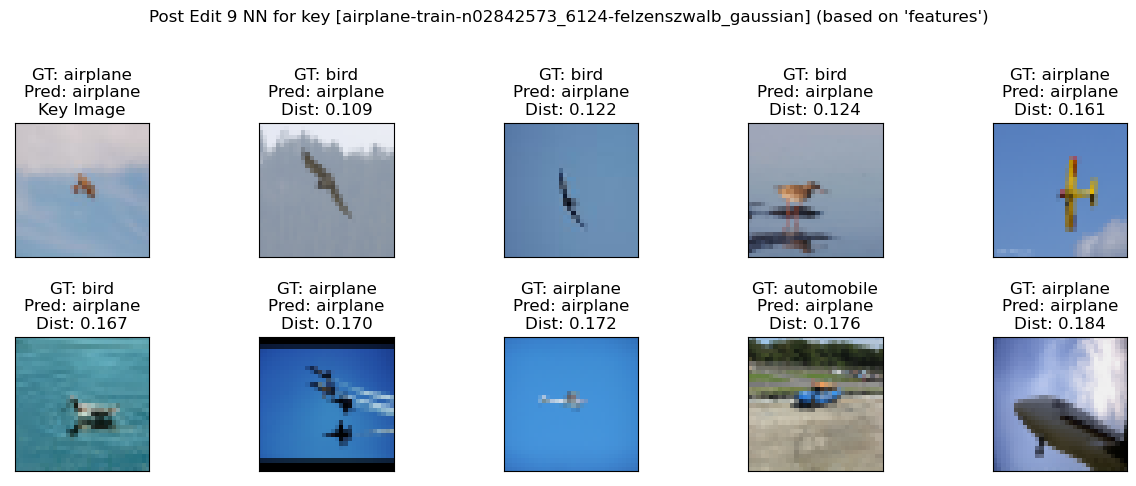 Post Edit 9 NN for key [airplane-train-n02842573_6124-felzenszwalb_gaussian] (based on 'features')
GT: airplane
Pred: airplane
Key Image
GT: bird
Pred: airplane
Dist: 0.109
GT: bird
Pred: airplane
Dist: 0.122
GT: bird
Pred: airplane
Dist: 0.124
GT: airplane
Pred: airplane
Dist: 0.161
GT: bird
Pred: airplane
Dist: 0.167
GT: airplane
Pred: airplane
Dist: 0.170
GT: airplane
Pred: airplane
Dist: 0.172
GT: automobile
Pred: airplane
Dist: 0.176
GT: airplane
Pred: airplane
Dist: 0.184